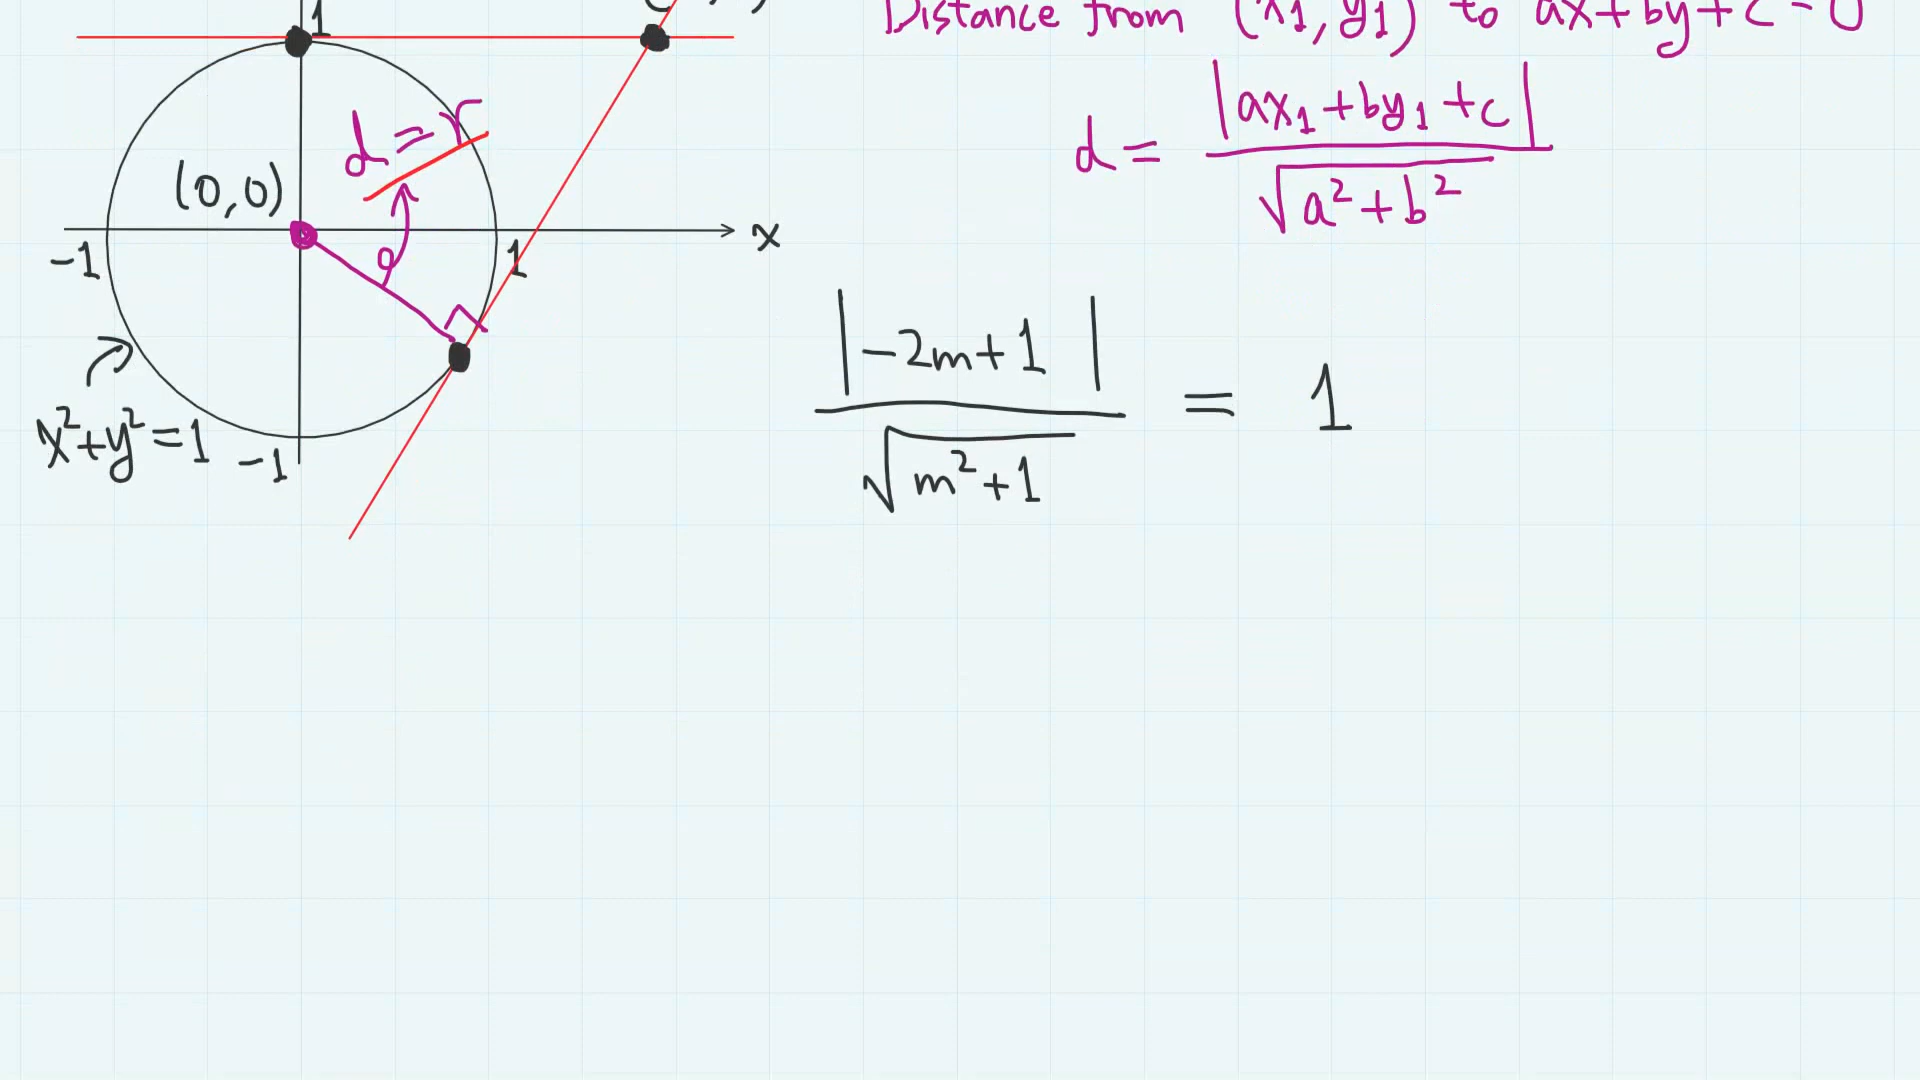 1
Distance from (x₁, y₁) to ax+by+c=0
d = r
d = |ax₁+by₁+c| / √(a²+b²)
(0,0)
x
-1
1
|-2m+1| / √(m²+1) = 1
x²+y²=1
-1